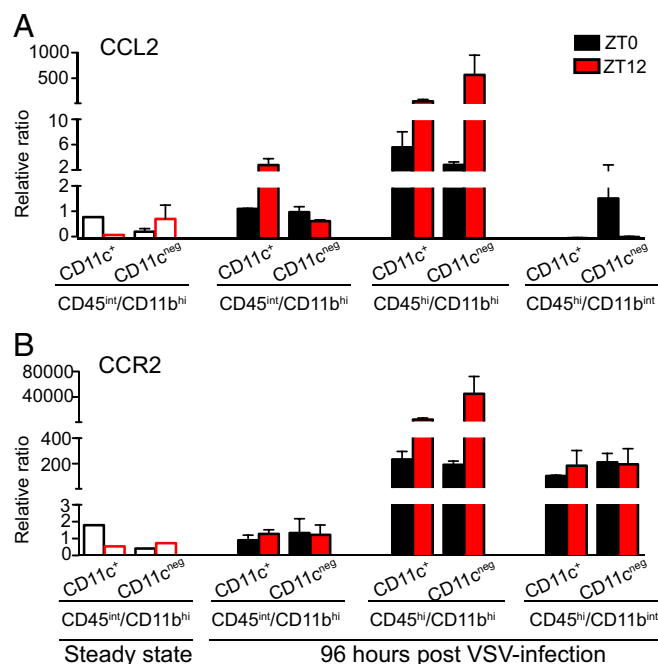 A
CCL2
ZT0
ZT12
Relative ratio
1000
500
10
6
2
2
1
0
CD11c⁺ CD11cⁿᵉᵍ CD11c⁺ CD11cⁿᵉᵍ CD11c⁺ CD11cⁿᵉᵍ CD11c⁺ CD11cⁿᵉᵍ
CD45ⁱⁿᵗ/CD11bʰⁱ CD45ⁱⁿᵗ/CD11bʰⁱ CD45ʰⁱ/CD11bʰⁱ CD45ʰⁱ/CD11bⁱⁿᵗ
B
CCR2
Relative ratio
80000
40000
400
200
3
2
1
0
CD11c⁺ CD11cⁿᵉᵍ CD11c⁺ CD11cⁿᵉᵍ CD11c⁺ CD11cⁿᵉᵍ CD11c⁺ CD11cⁿᵉᵍ
CD45ⁱⁿᵗ/CD11bʰⁱ CD45ⁱⁿᵗ/CD11bʰⁱ CD45ʰⁱ/CD11bʰⁱ CD45ʰⁱ/CD11bⁱⁿᵗ
Steady state 96 hours post VSV-infection